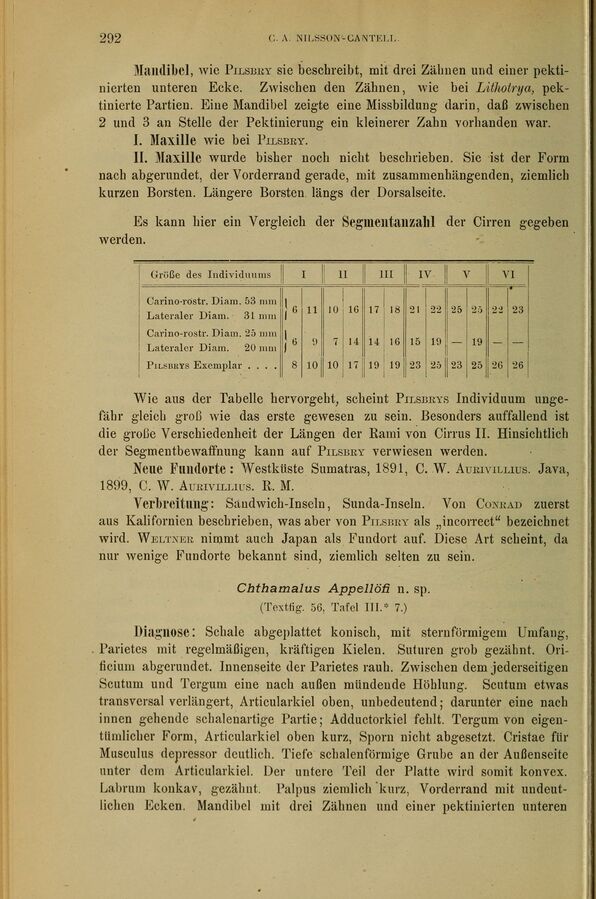 292
C. A. NILSSON-CANTELL.
Mandibel, wie PILSBRY sie beschreibt, mit drei Zähnen und einer pekti-
nierten unteren Ecke. Zwischen den Zähnen, wie bei Lithotrya, pek-
tinierte Partien. Eine Mandibel zeigte eine Missbildung darin, daß zwischen
2 und 3 an Stelle der Pektinierung ein kleinerer Zahn vorhanden war.
I. Maxille wie bei PILSBRY.
II. Maxille wurde bisher noch nicht beschrieben. Sie ist der Form
nach abgerundet, der Vorderrand gerade, mit zusammenhängenden, ziemlich
kurzen Borsten. Längere Borsten längs der Dorsalseite.
Es kann hier ein Vergleich der Segmentanzahl der Cirren gegeben
werden.
Größe des Individuums I II III IV V VI
Carino-rostr. Diam. 53 mm
Lateraler Diam. 31 mm } 6 11 10 16 17 18 21 22 25 25 22 23
Carino-rostr. Diam. 25 mm
Lateraler Diam. 20 mm } 6 9 7 14 14 16 15 19 — 19 — —
PILSBRYS Exemplar . . . . 8 10 10 17 19 19 23 25 23 25 26 26
Wie aus der Tabelle hervorgeht, scheint PILSBRYS Individuum unge-
fähr gleich groß wie das erste gewesen zu sein. Besonders auffallend ist
die große Verschiedenheit der Längen der Rami von Cirrus II. Hinsichtlich
der Segmentbewaffnung kann auf PILSBRY verwiesen werden.
Neue Fundorte: Westküste Sumatras, 1891, C. W. AURIVILLIUS. Java,
1899, C. W. AURIVILLIUS. R. M.
Verbreitung: Sandwich-Inseln, Sunda-Inseln. Von CONRAD zuerst
aus Kalifornien beschrieben, was aber von PILSBRY als „incorrect“ bezeichnet
wird. WELTNER nimmt auch Japan als Fundort auf. Diese Art scheint, da
nur wenige Fundorte bekannt sind, ziemlich selten zu sein.
Chthamalus Appellöfi n. sp.
(Textfig. 56, Tafel III.* 7.)
Diagnose: Schale abgeplattet konisch, mit sternförmigem Umfang,
Parietes mit regelmäßigen, kräftigen Kielen. Suturen grob gezähnt. Ori-
ficium abgerundet. Innenseite der Parietes rauh. Zwischen dem jederseitigen
Scutum und Tergum eine nach außen mündende Höhlung. Scutum etwas
transversal verlängert, Articularkiel oben, unbedeutend; darunter eine nach
innen gehende schalenartige Partie; Adductorkiel fehlt. Tergum von eigen-
tümlicher Form, Articularkiel oben kurz, Sporn nicht abgesetzt. Cristae für
Musculus depressor deutlich. Tiefe schalenförmige Grube an der Außenseite
unter dem Articularkiel. Der untere Teil der Platte wird somit konvex.
Labrum konkav, gezähnt. Palpus ziemlich kurz, Vorderrand mit undeut-
lichen Ecken. Mandibel mit drei Zähnen und einer pektinierten unteren